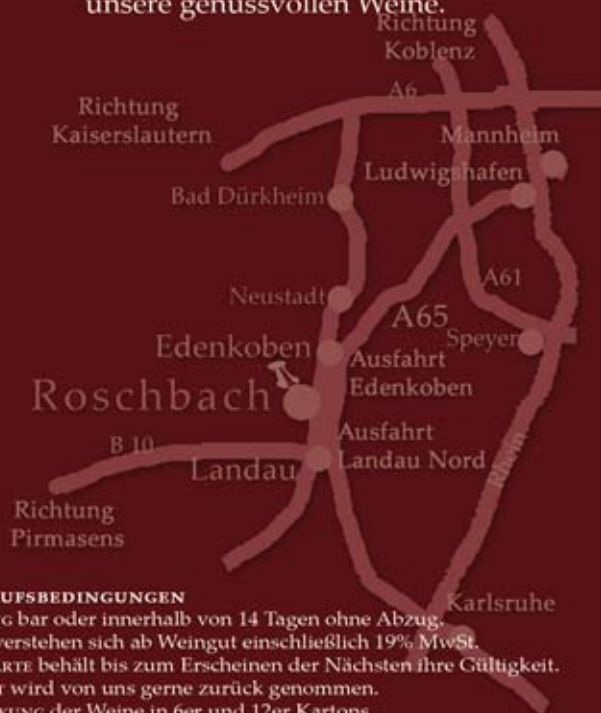 unsere genussvollen Weine.
Richtung
Koblenz
A6
Richtung
Kaiserslautern
Mannheim
Ludwigshafen
Bad Dürkheim
A61
Neustadt
A65
Speyer
Edenkoben
Ausfahrt
Edenkoben
Roschbach
Ausfahrt
Landau Nord
B 10
Landau
Rhein
Richtung
Pirmasens
Karlsruhe
UFSBEDINGUNGEN
G bar oder innerhalb von 14 Tagen ohne Abzug.
verstehen sich ab Weingut einschließlich 19% MwSt.
ARTE behält bis zum Erscheinen der Nächsten ihre Gültigkeit.
wird von uns gerne zurück genommen.
KUNG der Weine in 6er und 12er Kartons